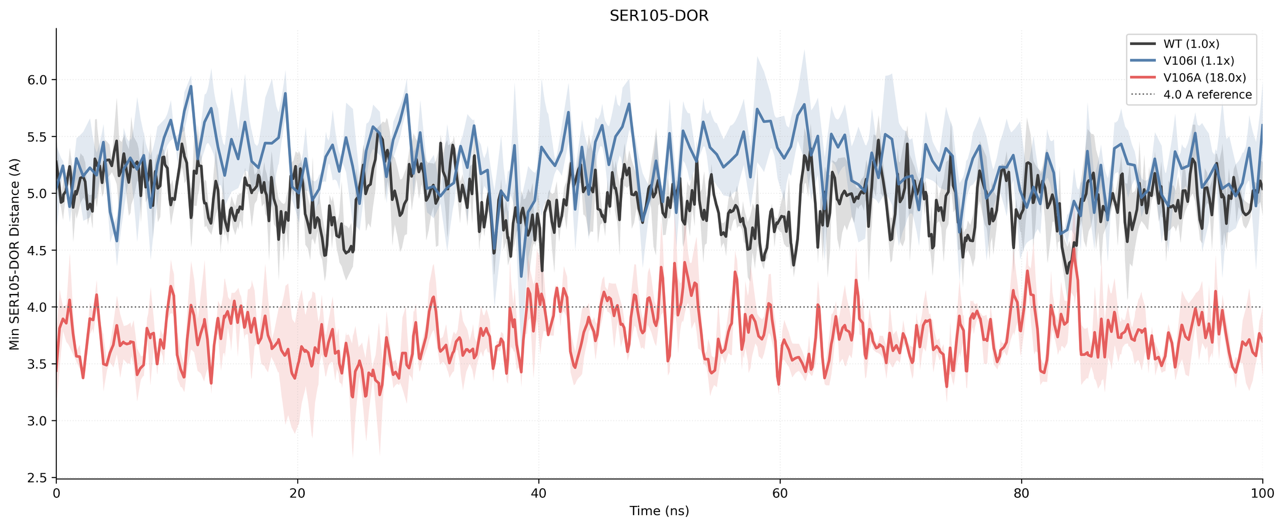 SER105-DOR
WT (1.0x)
V106I (1.1x)
V106A (18.0x)
4.0 A reference
Min SER105-DOR Distance (A)
6.0
5.5
5.0
4.5
4.0
3.5
3.0
2.5
0 20 40 60 80 100
Time (ns)